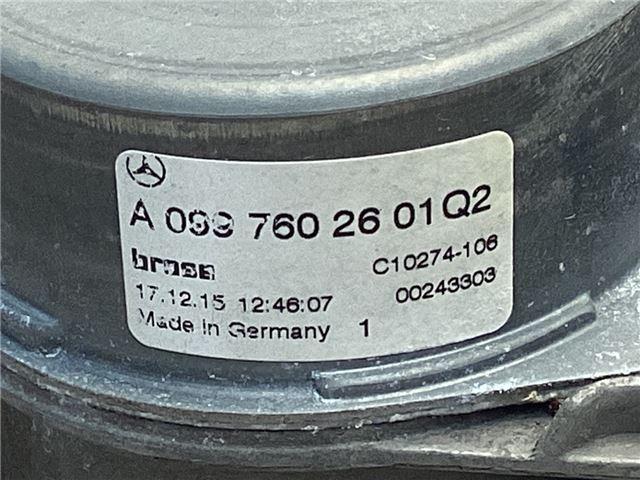 A 099 760 26 01Q2
brose
C10274-106
17.12.15 12:46:07
00243303
Made in Germany 1